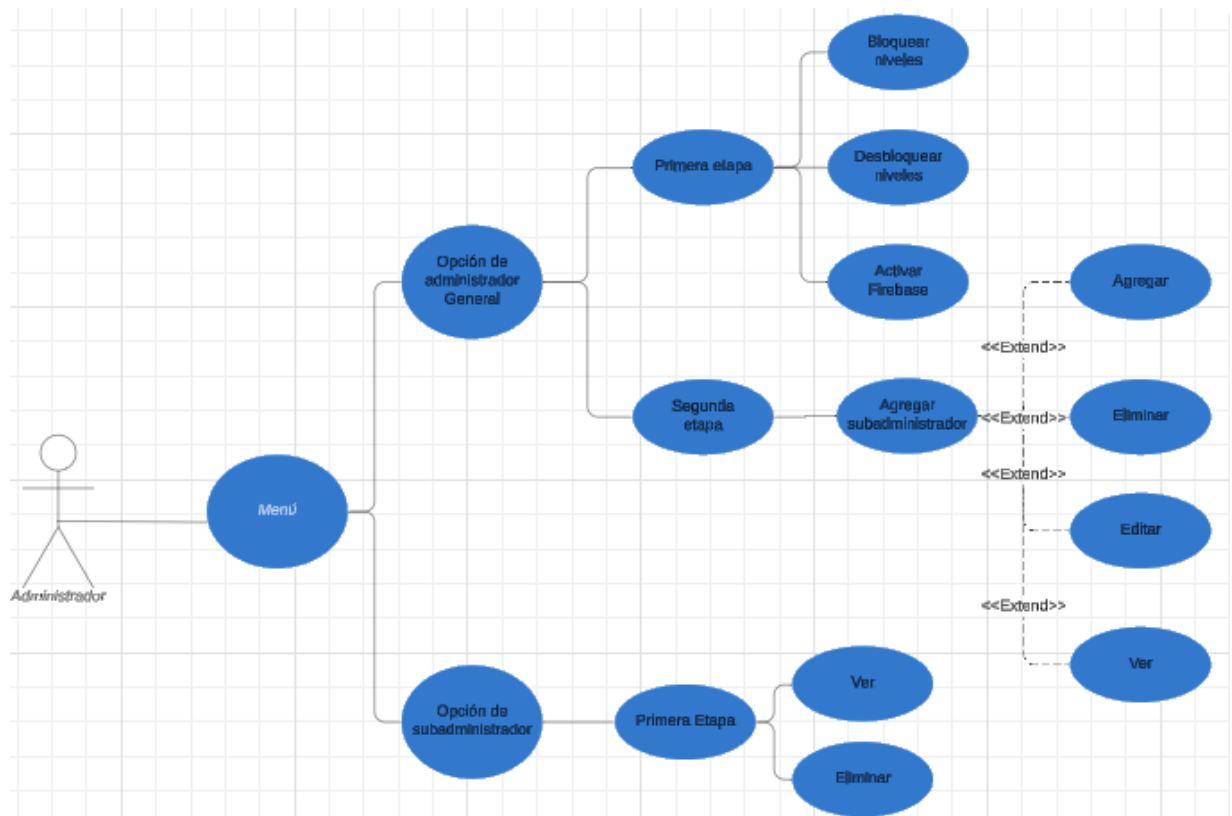 Bloquear
niveles
Primera etapa
Desbloquear
niveles
Opción de
administrador
General
Activar
Firebase
Agregar
<<Extend>>
Segunda
etapa
Agregar
subadministrador
<<Extend>>
Eliminar
<<Extend>>
Menú
Editar
Administrador
<<Extend>>
Ver
Opción de
subadministrador
Primera Etapa
Ver
Eliminar